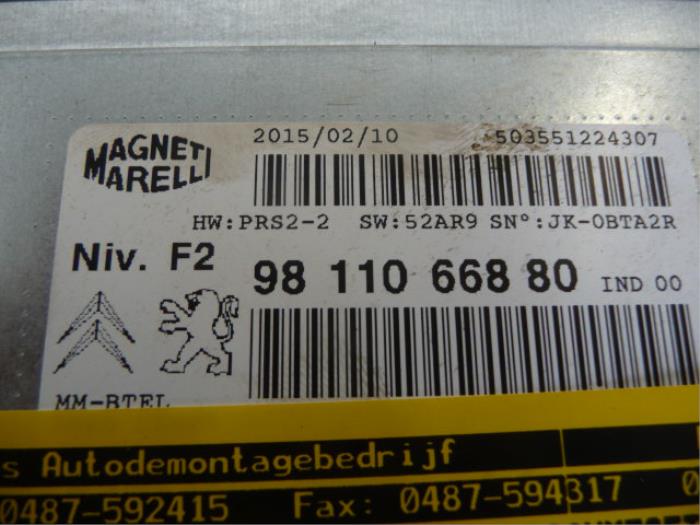 MAGNETI
MARELLI
2015/02/10 503551224307
HW:PRS2-2 SW:52AR9 SN°:JK-0BTA2R
Niv. F2 98 110 668 80 IND 00
MM-BTEL
s Autodemontagebedrijf
0487-592415 Fax: 0487-594317